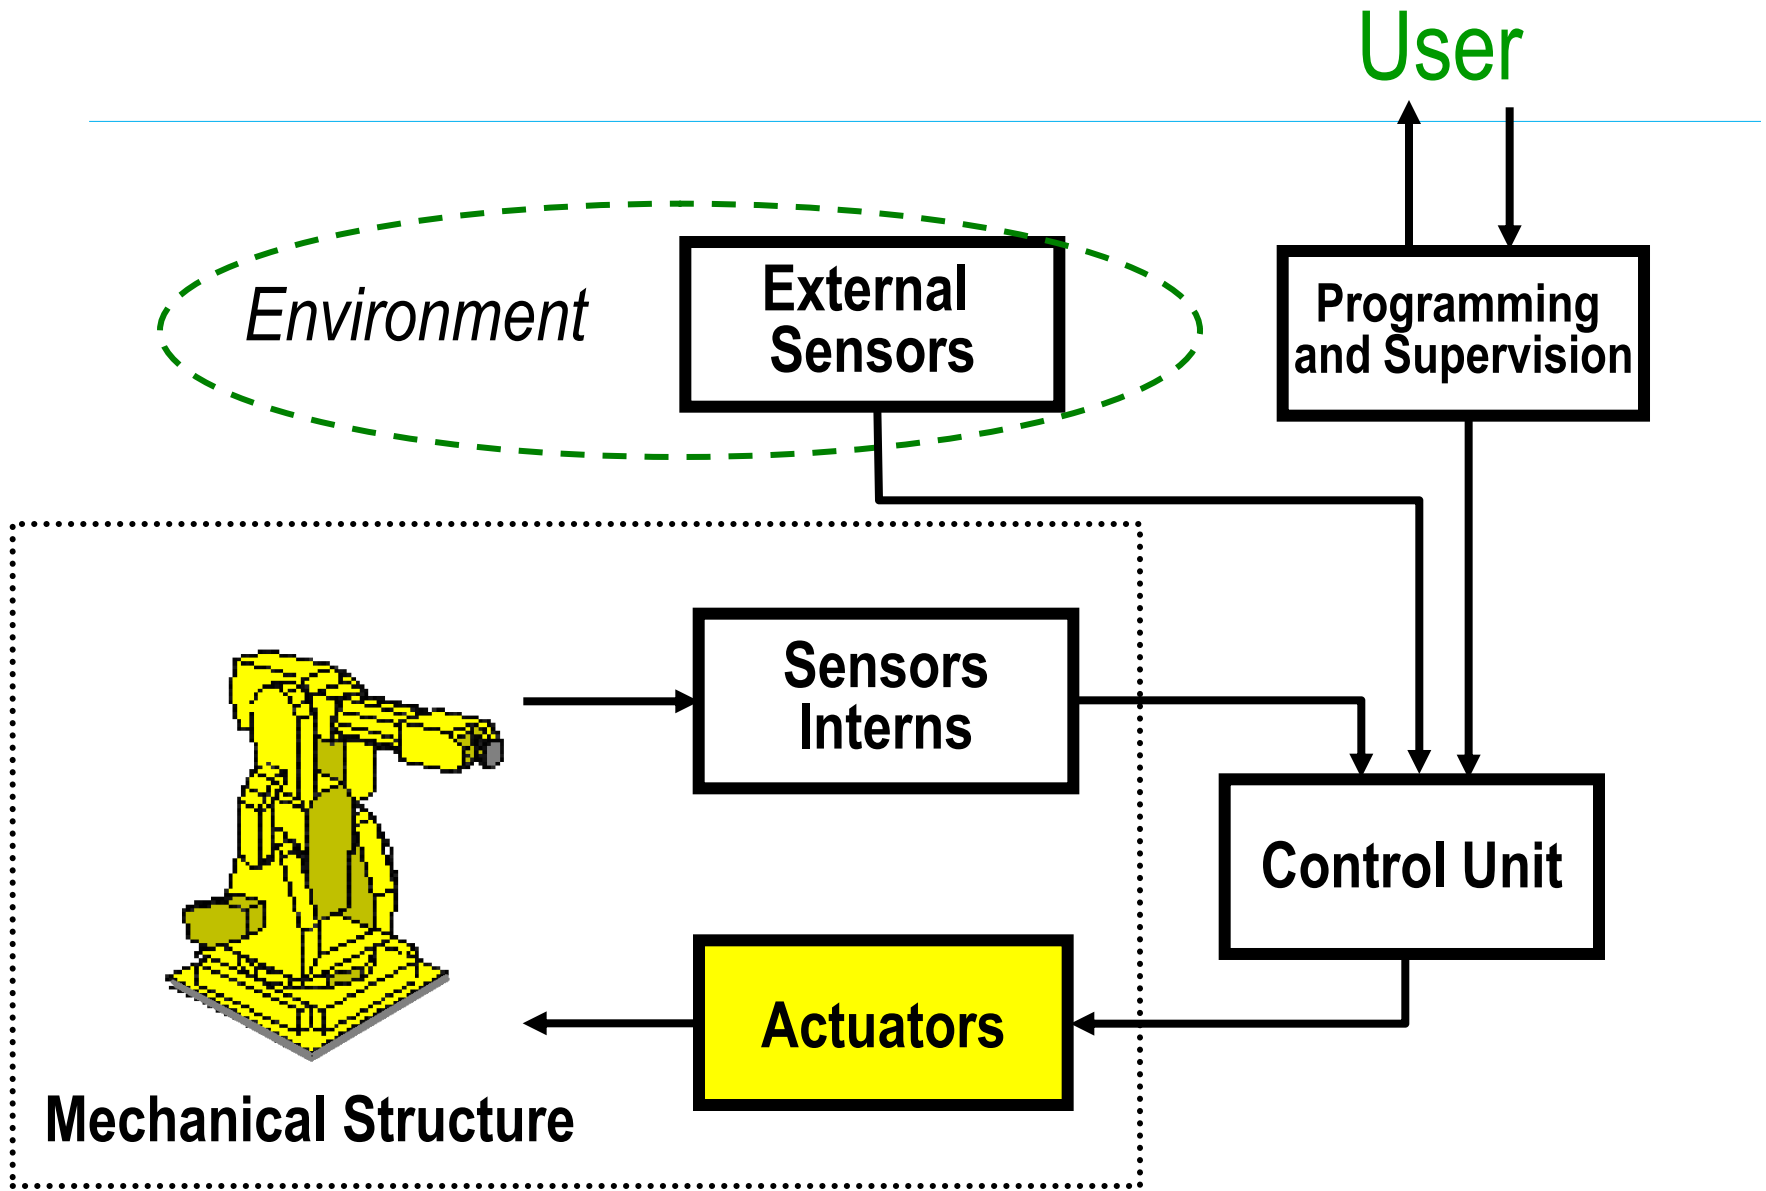 User
Environment
External
Sensors
Programming
and Supervision
Sensors
Interns
Control Unit
Actuators
Mechanical Structure